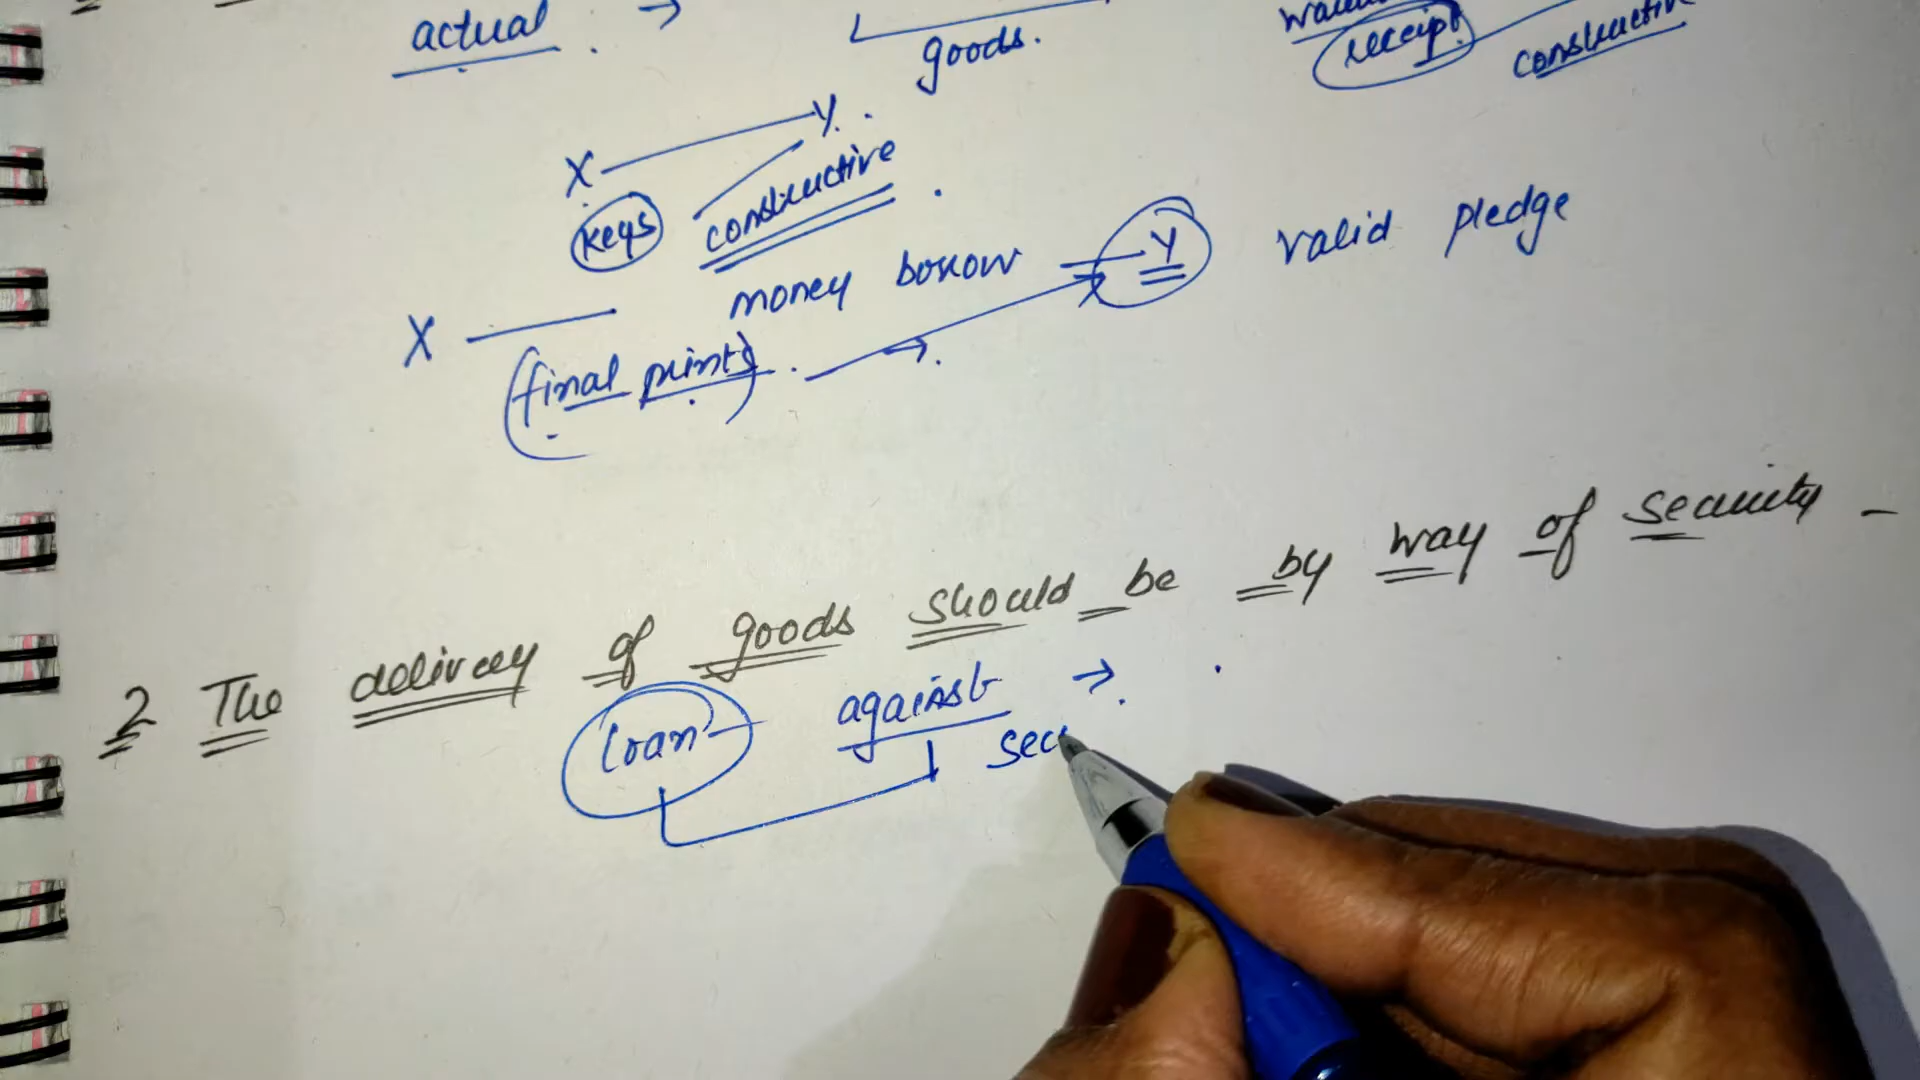 actual →
goods.
receipt
constructive
X Y.
keys constructive
X money borrow Y valid pledge
(final prints) . →
2 The delivery of goods should be by way of security -
loan against →
sec